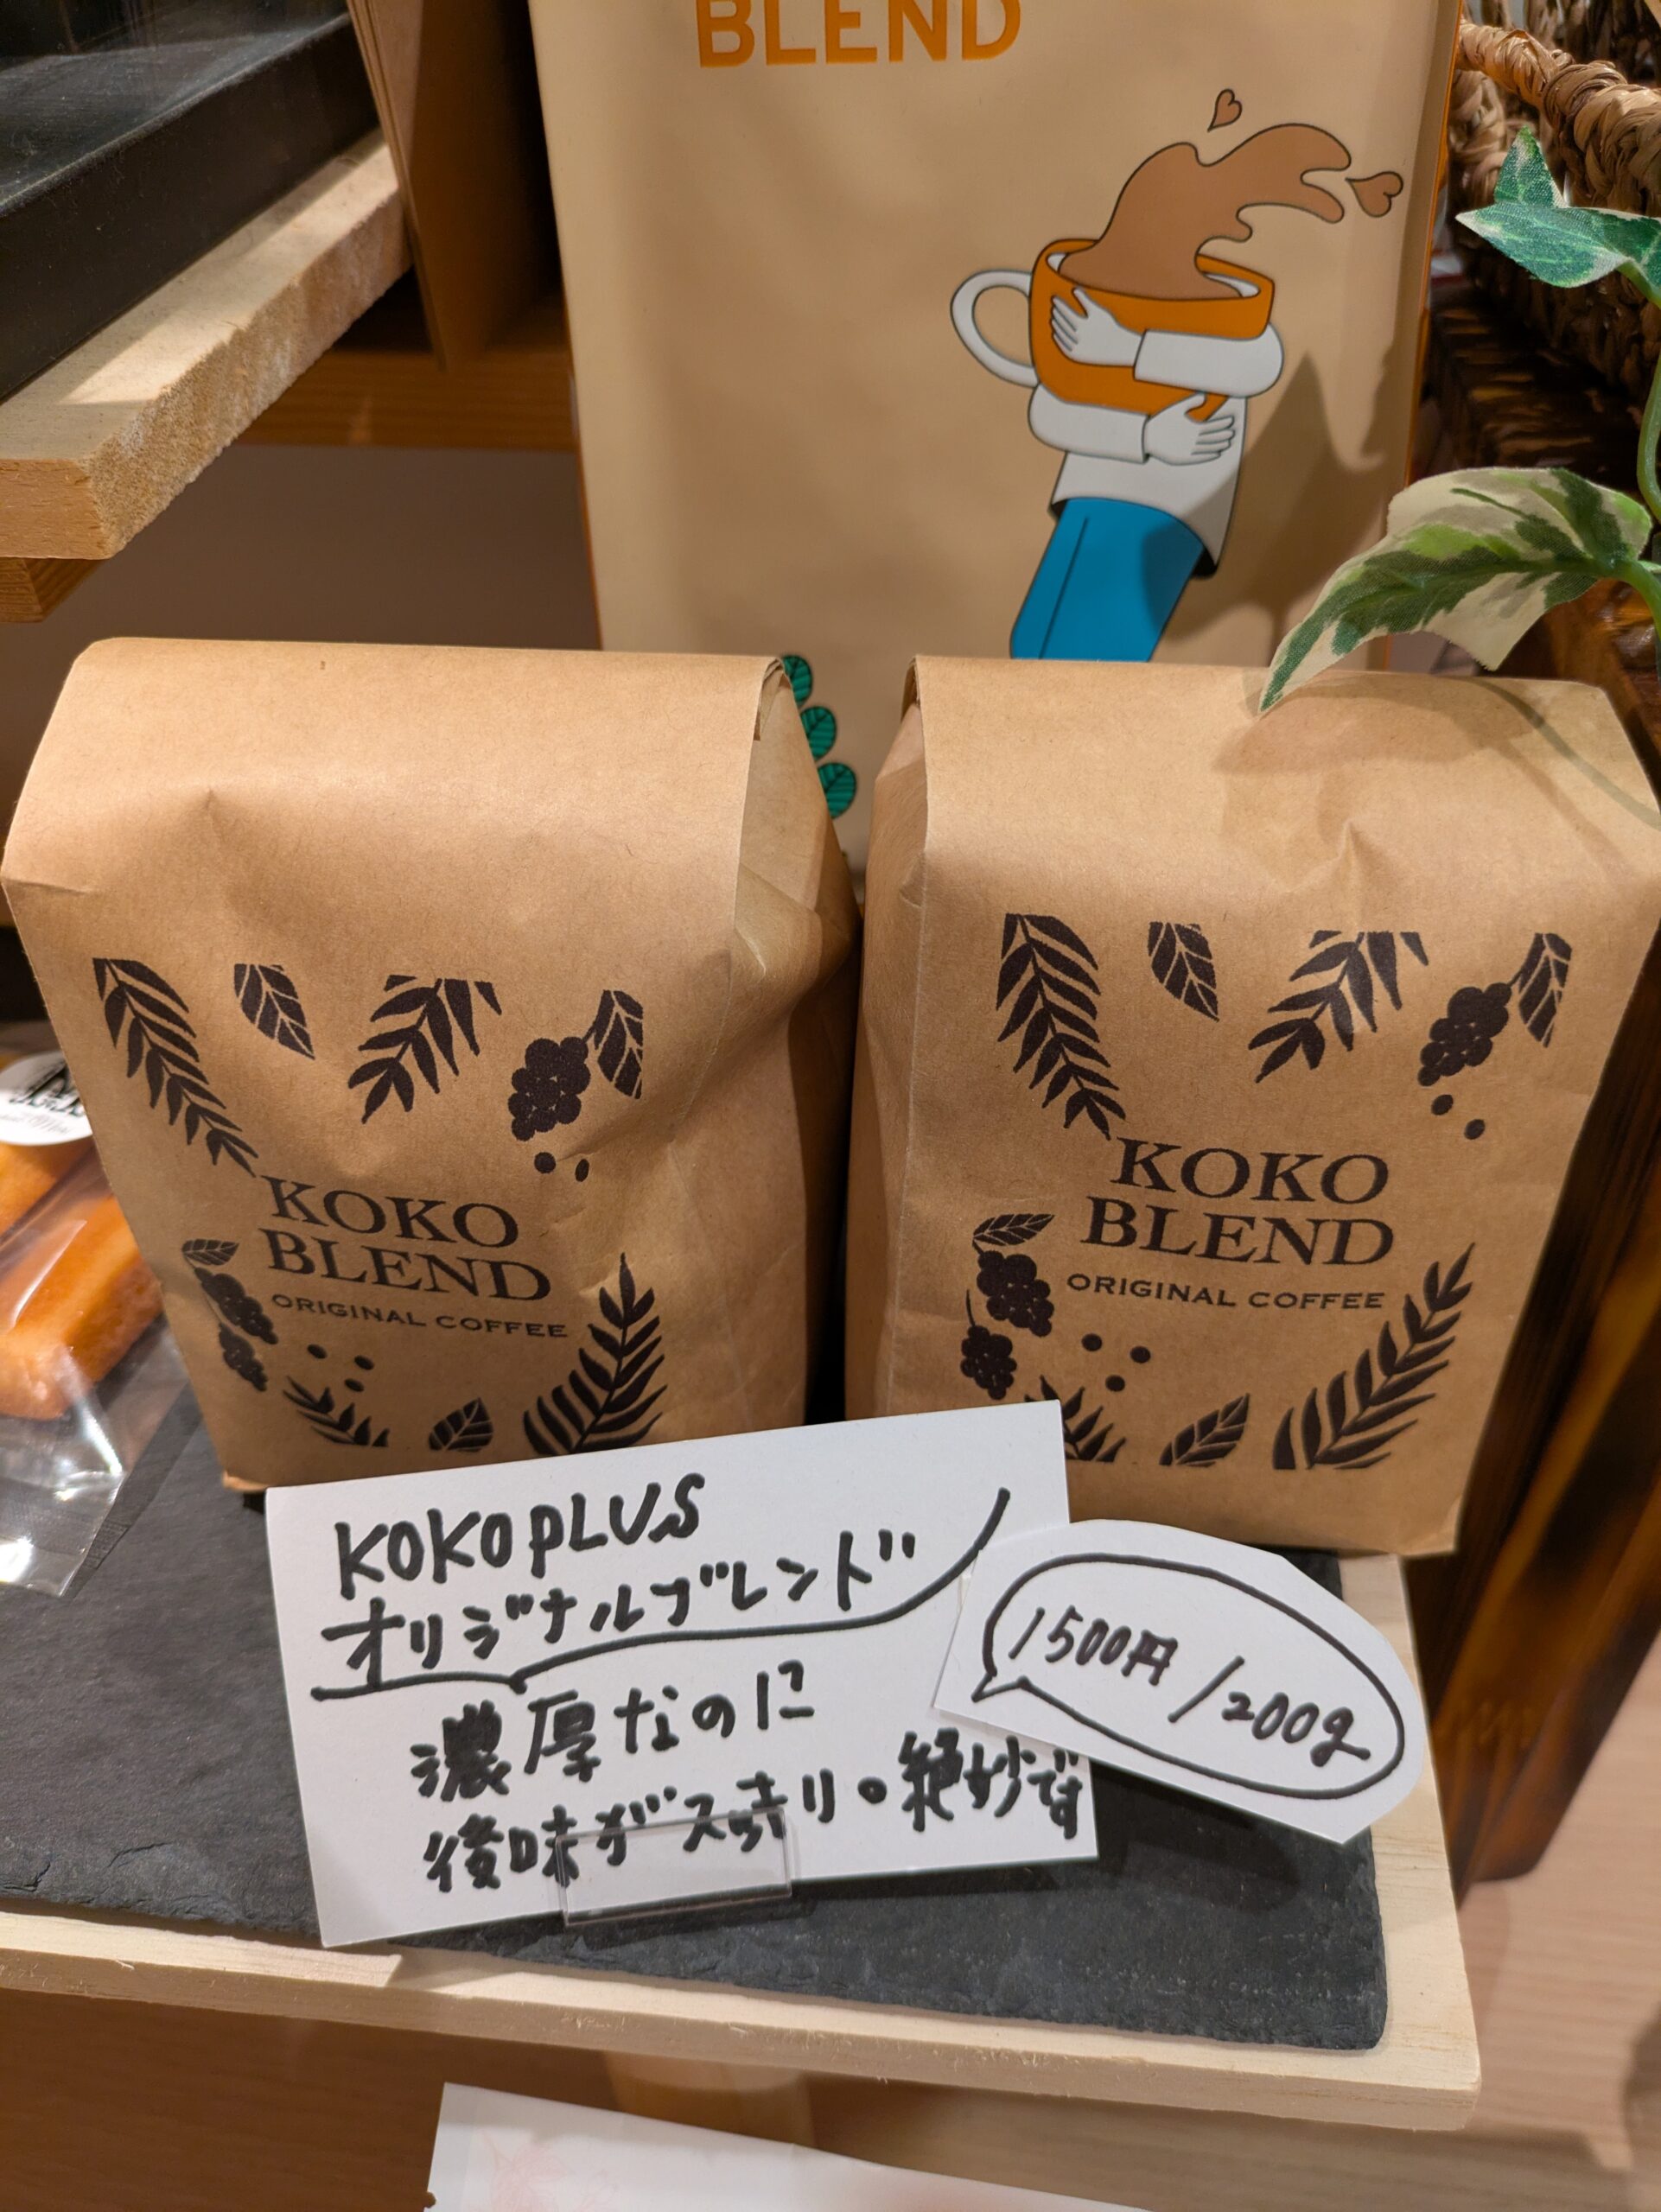 BLEND
KOKO
BLEND
ORIGINAL COFFEE
KOKO
BLEND
ORIGINAL COFFEE
KOKO PLUS
オリジナルブレンド
濃厚なのに
後味がスッキリ。絶妙です
1500円/200g